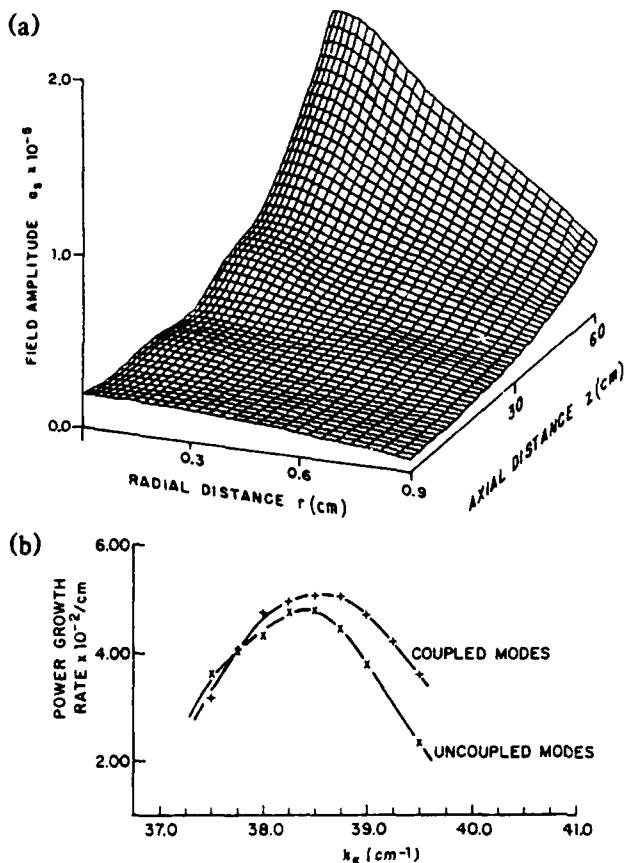 (a)
2.0
1.0
0.0
FIELD AMPLITUDE a_s x 10^-5
0.3
0.6
0.9
RADIAL DISTANCE r (cm)
30
60
AXIAL DISTANCE z (cm)
(b)
6.00
4.00
2.00
POWER GROWTH
RATE x 10^-2/cm
COUPLED MODES
UNCOUPLED MODES
37.0
38.0
39.0
40.0
41.0
(cm^-1)